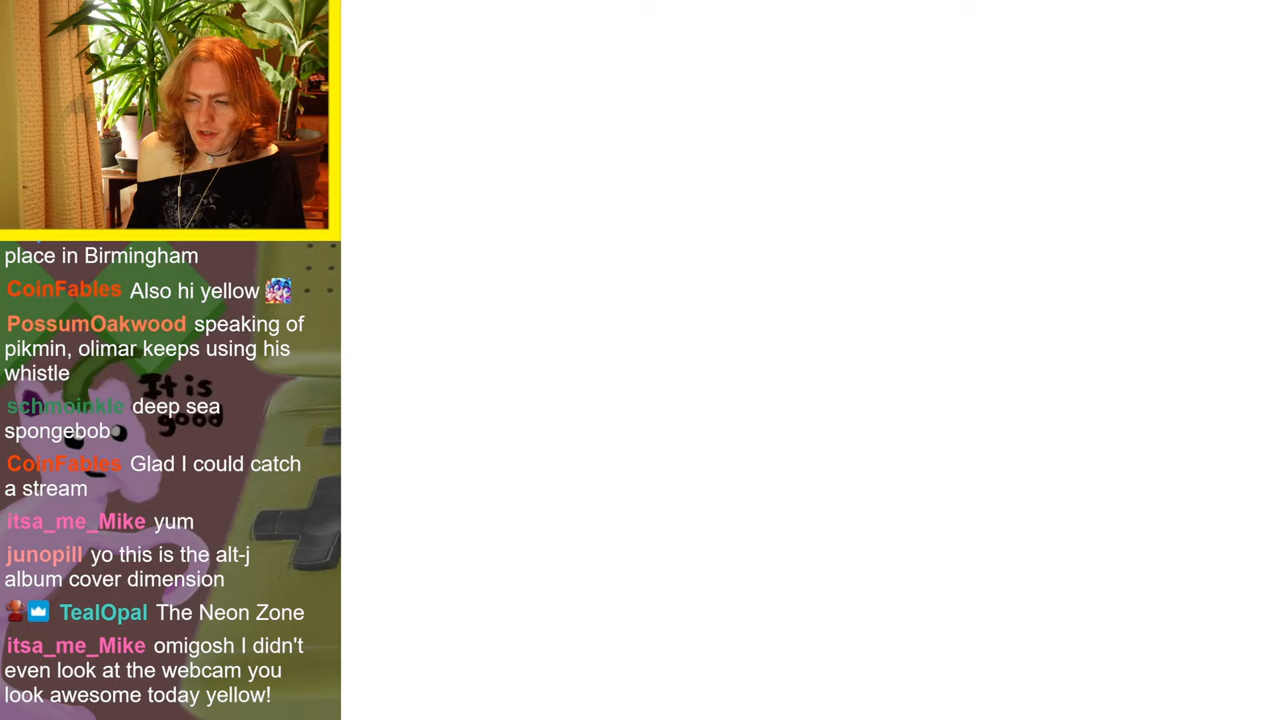 place in Birmingham
CoinFables Also hi yellow
PossumOakwood speaking of
pikmin, olimar keeps using his
whistle
It is
good
schmoinkle deep sea
spongebob
CoinFables Glad I could catch
a stream
itsa_me_Mike yum
junopill yo this is the alt-j
album cover dimension
TealOpal The Neon Zone
itsa_me_Mike omigosh I didn't
even look at the webcam you
look awesome today yellow!